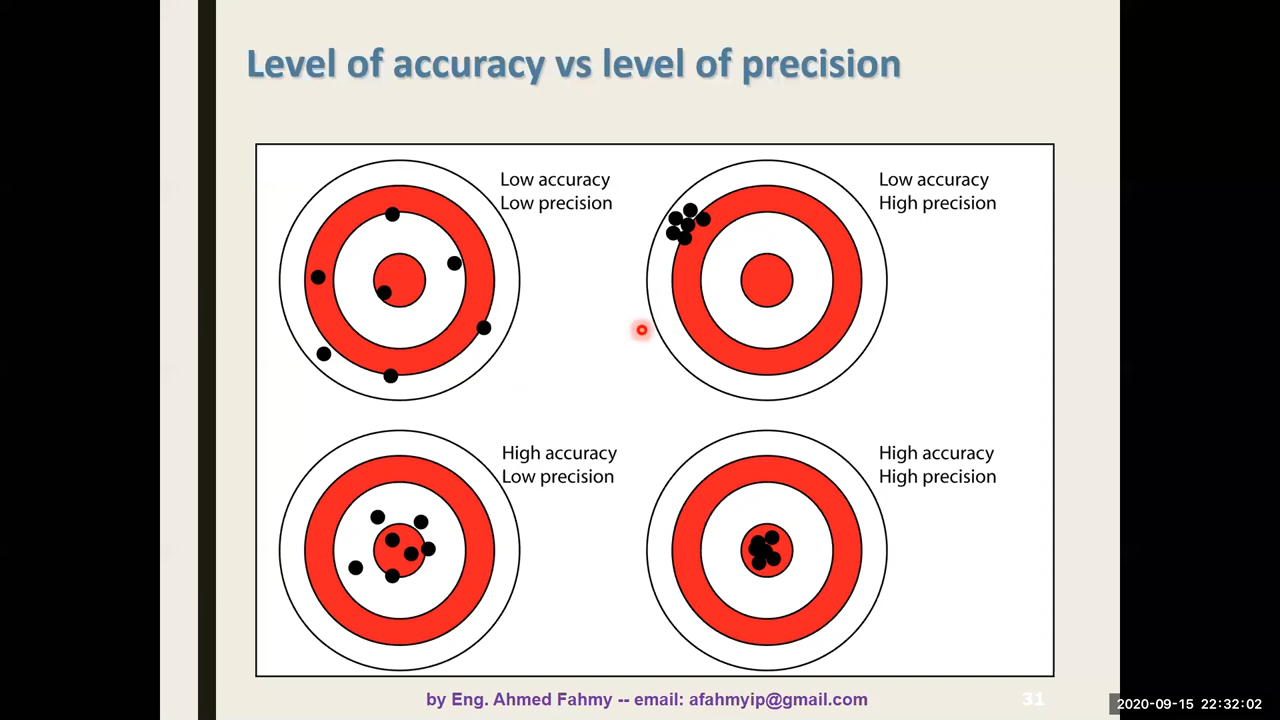 Level of accuracy vs level of precision
Low accuracy
Low precision
Low accuracy
High precision
High accuracy
Low precision
High accuracy
High precision
by Eng. Ahmed Fahmy -- email: afahmyip@gmail.com
31
2020-09-15 22:32:02